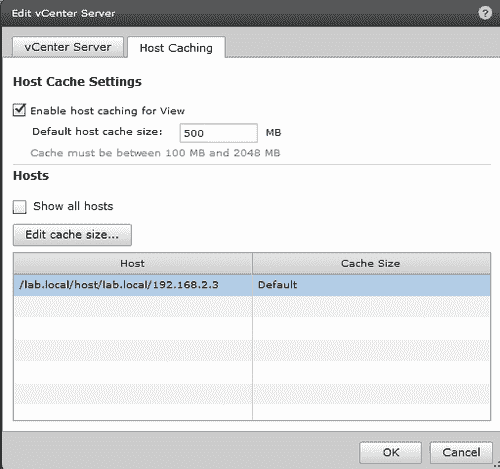 Edit vCenter Server ?
vCenter Server Host Caching
Host Cache Settings
Enable host caching for View
Default host cache size: 500 MB
Cache must be between 100 MB and 2048 MB
Hosts
Show all hosts
Edit cache size...
Host Cache Size
/lab.local/host/lab.local/192.168.2.3 Default
OK Cancel